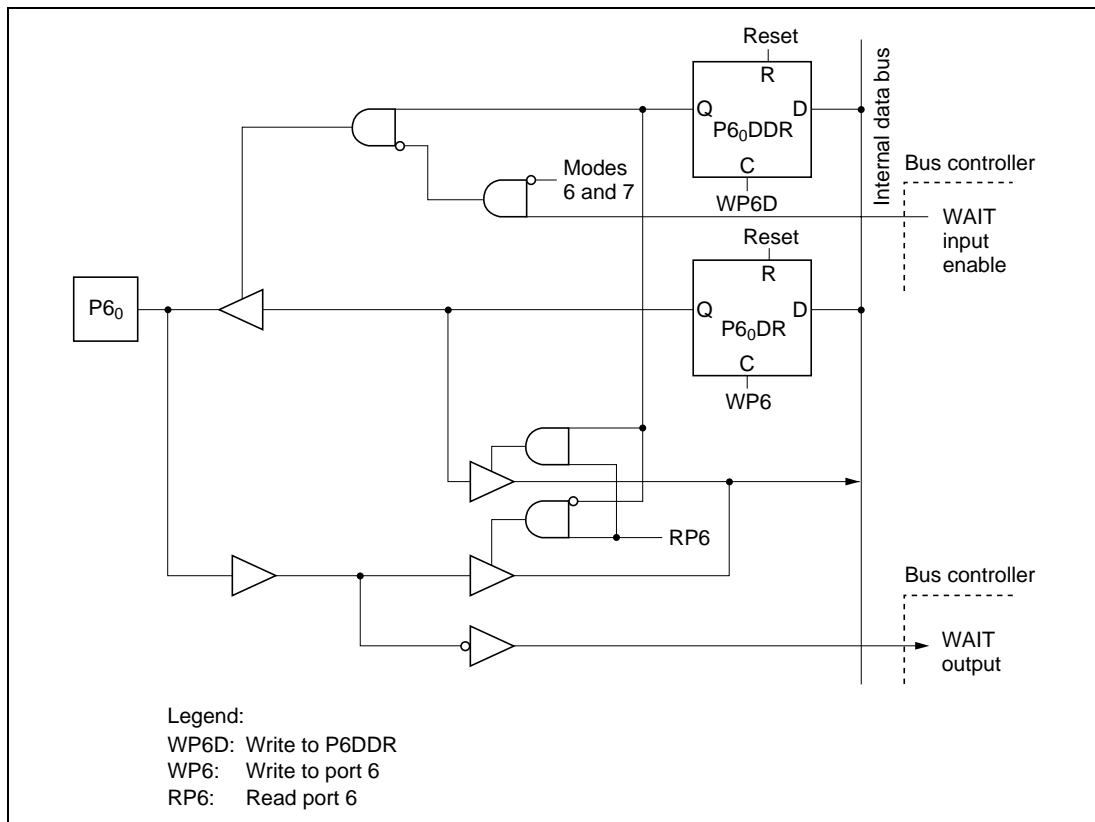 Reset
R
Q
D
P6₀DDR
C
WP6D
Internal data bus
Bus controller
WAIT
input
enable
Modes
6 and 7
Reset
R
Q
D
P6₀DR
C
WP6
P6₀
RP6
Bus controller
WAIT
output
Legend:
WP6D: Write to P6DDR
WP6: Write to port 6
RP6: Read port 6